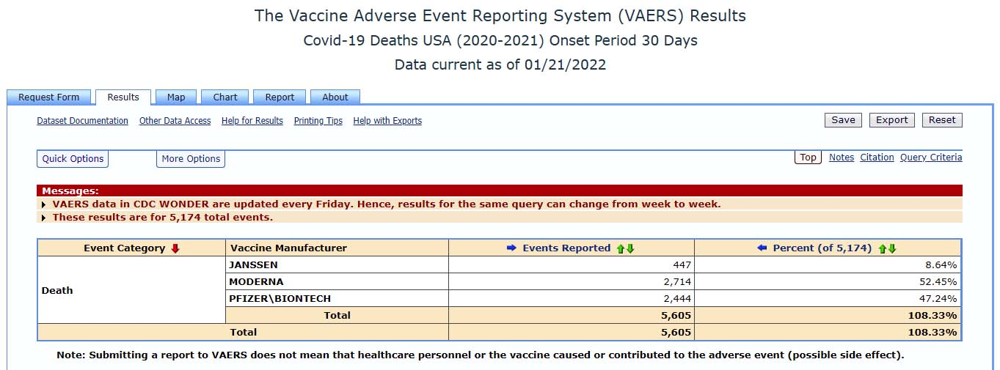 The Vaccine Adverse Event Reporting System (VAERS) Results
Covid-19 Deaths USA (2020-2021) Onset Period 30 Days
Data current as of 01/21/2022
Request Form Results Map Chart Report About
Dataset Documentation Other Data Access Help for Results Printing Tips Help with Exports Save Export Reset
Quick Options More Options Top Notes Citation Query Criteria
Messages:
VAERS data in CDC WONDER are updated every Friday. Hence, results for the same query can change from week to week.
These results are for 5,174 total events.
Event Category Vaccine Manufacturer Events Reported Percent (of 5,174)
Death JANSSEN 447 8.64%
MODERNA 2,714 52.45%
PFIZER\BIONTECH 2,444 47.24%
Total 5,605 108.33%
Total 5,605 108.33%
Note: Submitting a report to VAERS does not mean that healthcare personnel or the vaccine caused or contributed to the adverse event (possible side effect).